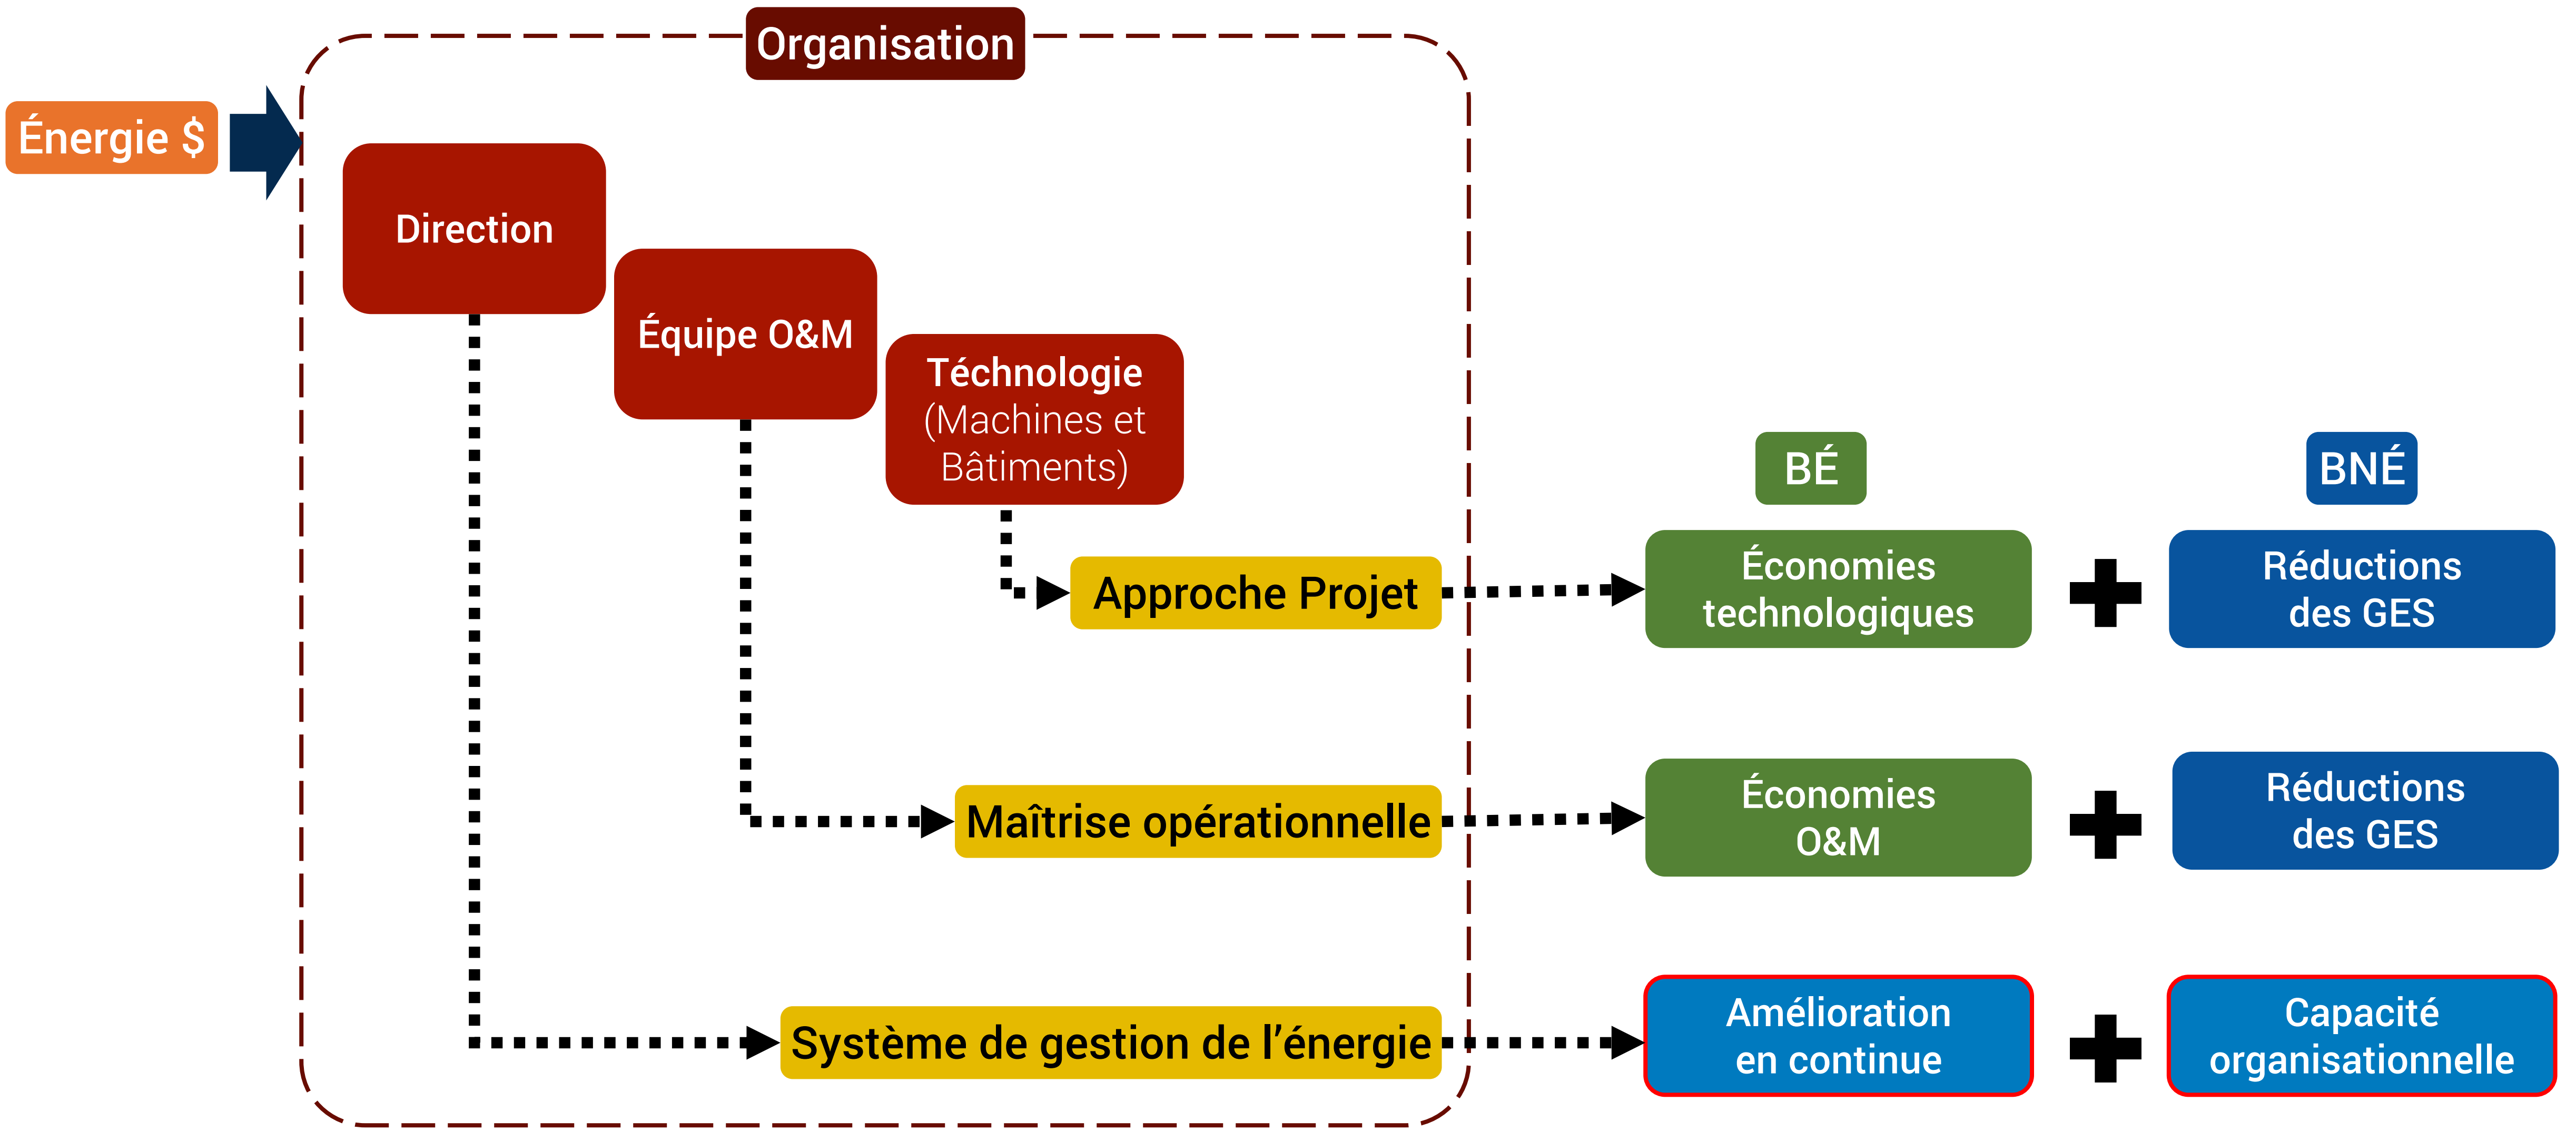 Organisation
Énergie $
Direction
Équipe O&M
Téchnologie
(Machines et
Bâtiments)
BÉ
BNÉ
Approche Projet
Économies
technologiques
Réductions
des GES
Maîtrise opérationnelle
Économies
O&M
Réductions
des GES
Système de gestion de l’énergie
Amélioration
en continue
Capacité
organisationnelle